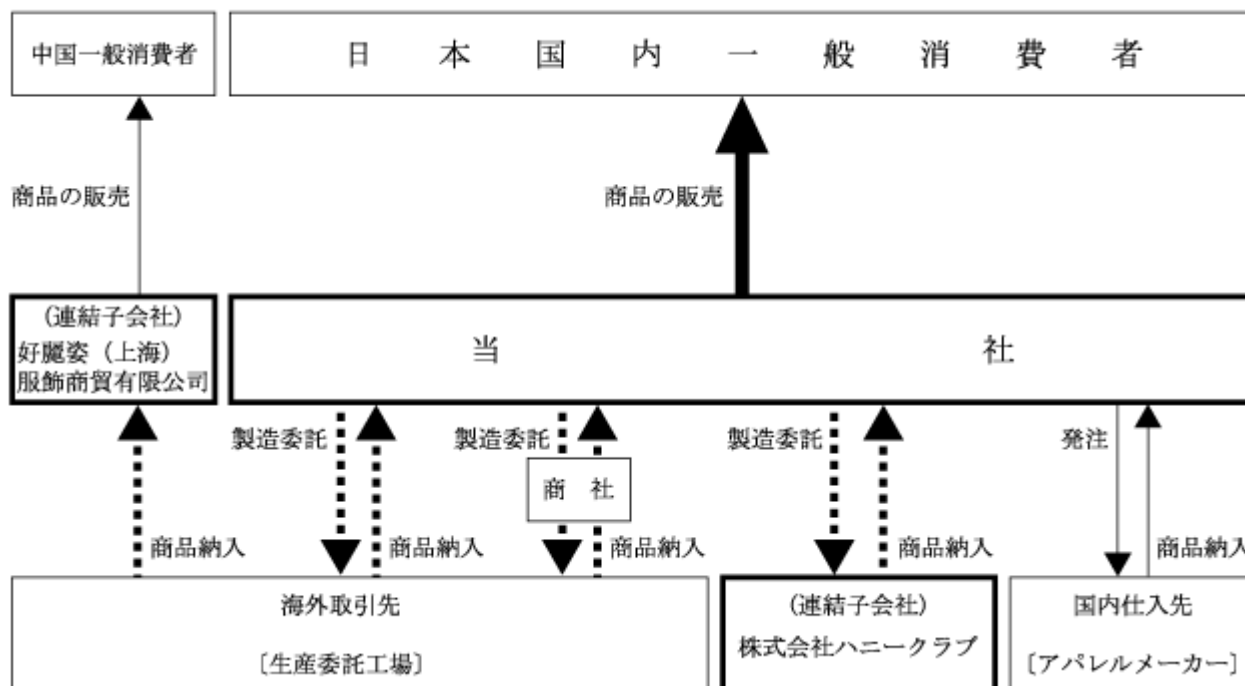 中国一般消費者
日本国内一般消費者
商品の販売
商品の販売
(連結子会社)
好麗姿(上海)
服飾商貿有限公司
当社
製造委託
製造委託
製造委託
発注
商社
商品納入
商品納入
商品納入
商品納入
商品納入
海外取引先
〔生産委託工場〕
(連結子会社)
株式会社ハニークラブ
国内仕入先
〔アパレルメーカー〕